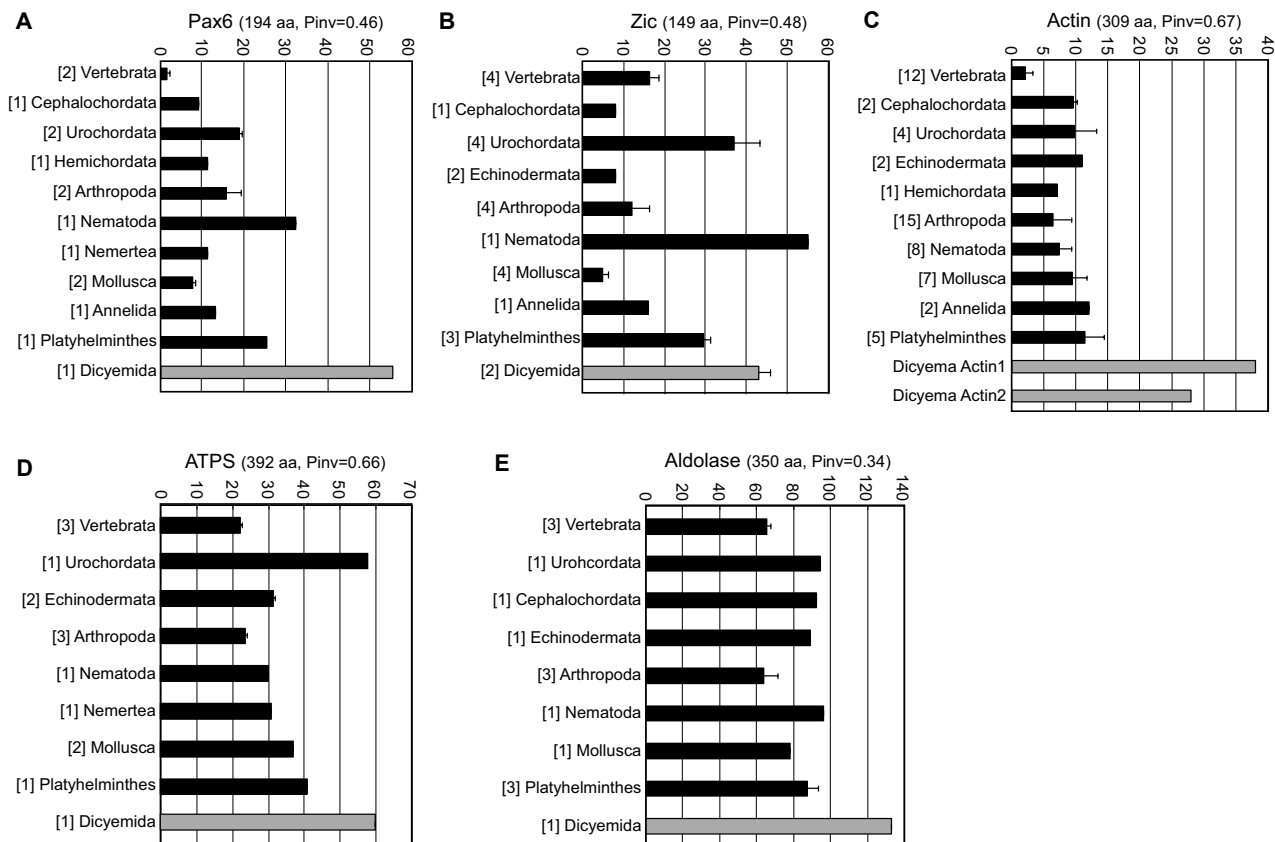 A
Pax6 (194 aa, Pinv=0.46)
0 10 20 30 40 50 60
[2] Vertebrata
[1] Cephalochordata
[2] Urochordata
[1] Hemichordata
[2] Arthropoda
[1] Nematoda
[1] Nemertea
[2] Mollusca
[1] Annelida
[1] Platyhelminthes
[1] Dicyemida
B
Zic (149 aa, Pinv=0.48)
0 10 20 30 40 50 60
[4] Vertebrata
[1] Cephalochordata
[4] Urochordata
[2] Echinodermata
[4] Arthropoda
[1] Nematoda
[4] Mollusca
[1] Annelida
[3] Platyhelminthes
[2] Dicyemida
C
Actin (309 aa, Pinv=0.67)
0 5 10 15 20 25 30 35 40
[12] Vertebrata
[2] Cephalochordata
[4] Urochordata
[2] Echinodermata
[1] Hemichordata
[15] Arthropoda
[8] Nematoda
[7] Mollusca
[2] Annelida
[5] Platyhelminthes
Dicyema Actin1
Dicyema Actin2
D
ATPS (392 aa, Pinv=0.66)
0 10 20 30 40 50 60 70
[3] Vertebrata
[1] Urochordata
[2] Echinodermata
[3] Arthropoda
[1] Nematoda
[1] Nemertea
[2] Mollusca
[1] Platyhelminthes
[1] Dicyemida
E
Aldolase (350 aa, Pinv=0.34)
0 20 40 60 80 100 120 140
[3] Vertebrata
[1] Urohcordata
[1] Cephalochordata
[1] Echinodermata
[3] Arthropoda
[1] Nematoda
[1] Mollusca
[3] Platyhelminthes
[1] Dicyemida